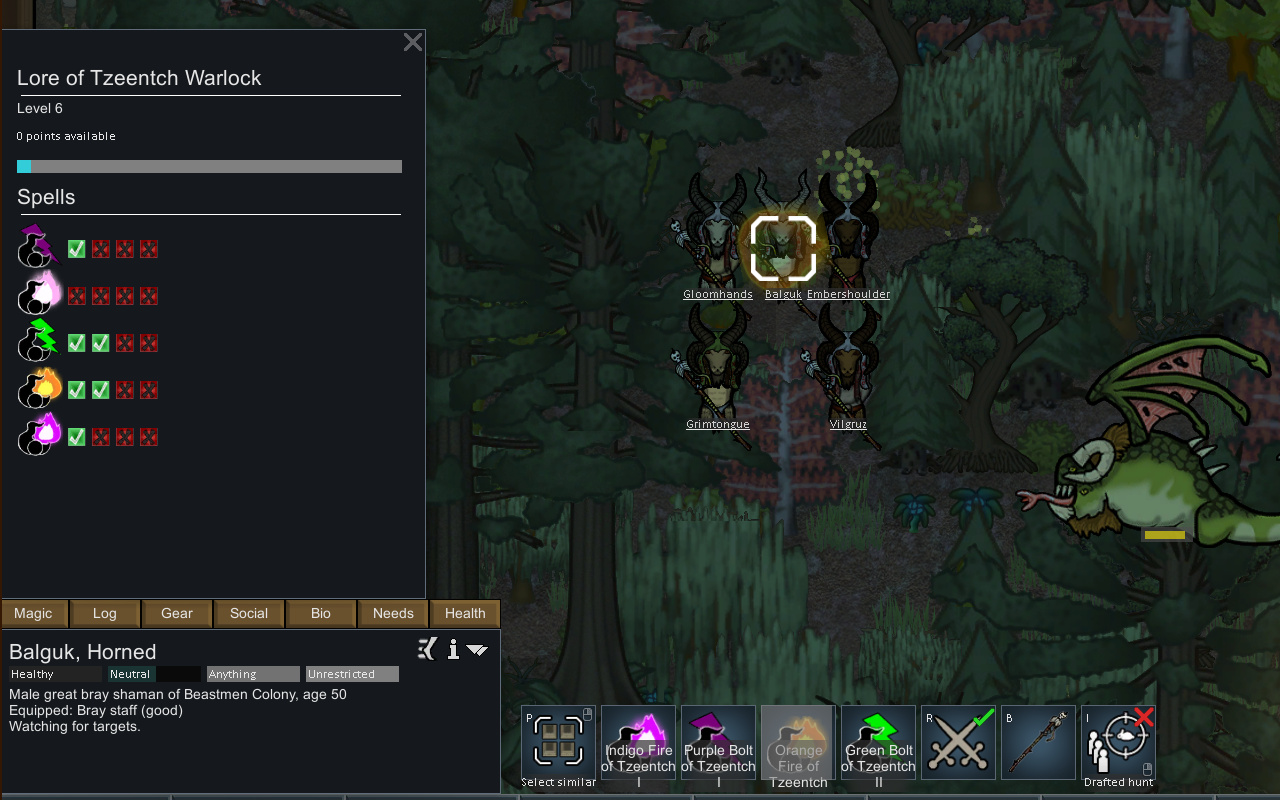 Lore of Tzeentch Warlock
Level 6
0 points available
Spells
Gloomhands
Balguk
Embershoulder
Grimtongue
Vilgruz
Magic
Log
Gear
Social
Bio
Needs
Health
Balguk, Horned
Healthy
Neutral
Anything
Unrestricted
Male great bray shaman of Beastmen Colony, age 50
Equipped: Bray staff (good)
Watching for targets.
P
Select similar
Indigo Fire
of Tzeentch
I
Purple Bolt
of Tzeentch
I
Orange
Fire of
Tzeentch
Green Bolt
of Tzeentch
II
R
B
I
Drafted hunt